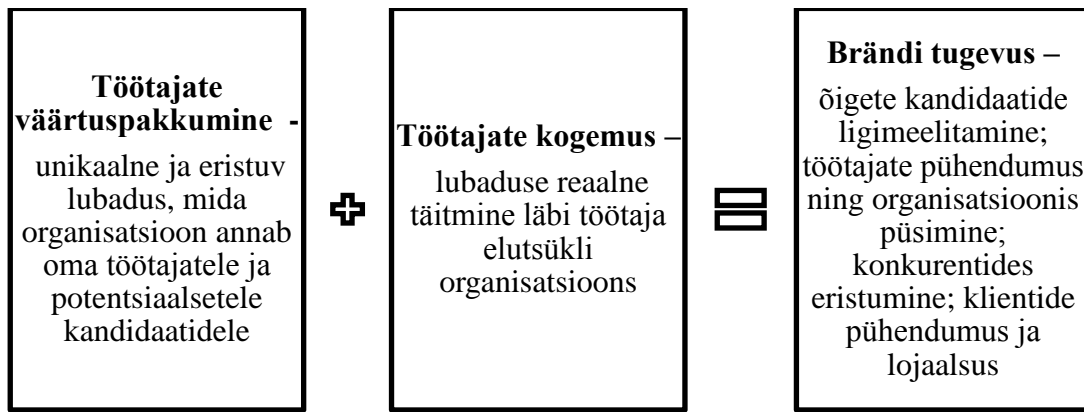 Töötajate
väärtuspakkumine -
unikaalne ja eristuv
lubadus, mida
organisatsioon annab
oma töötajatele ja
potentsiaalsetele
kandidaatidele
Töötajate kogemus –
lubaduse reaalne
täitmine läbi töötaja
elutsükli
organisatsioons
Brändi tugevus –
õigete kandidaatide
ligimeelitamine;
töötajate pühendumus
ning organisatsioonis
püsimine;
konkurentides
eristumine; klientide
pühendumus ja
lojaalsus